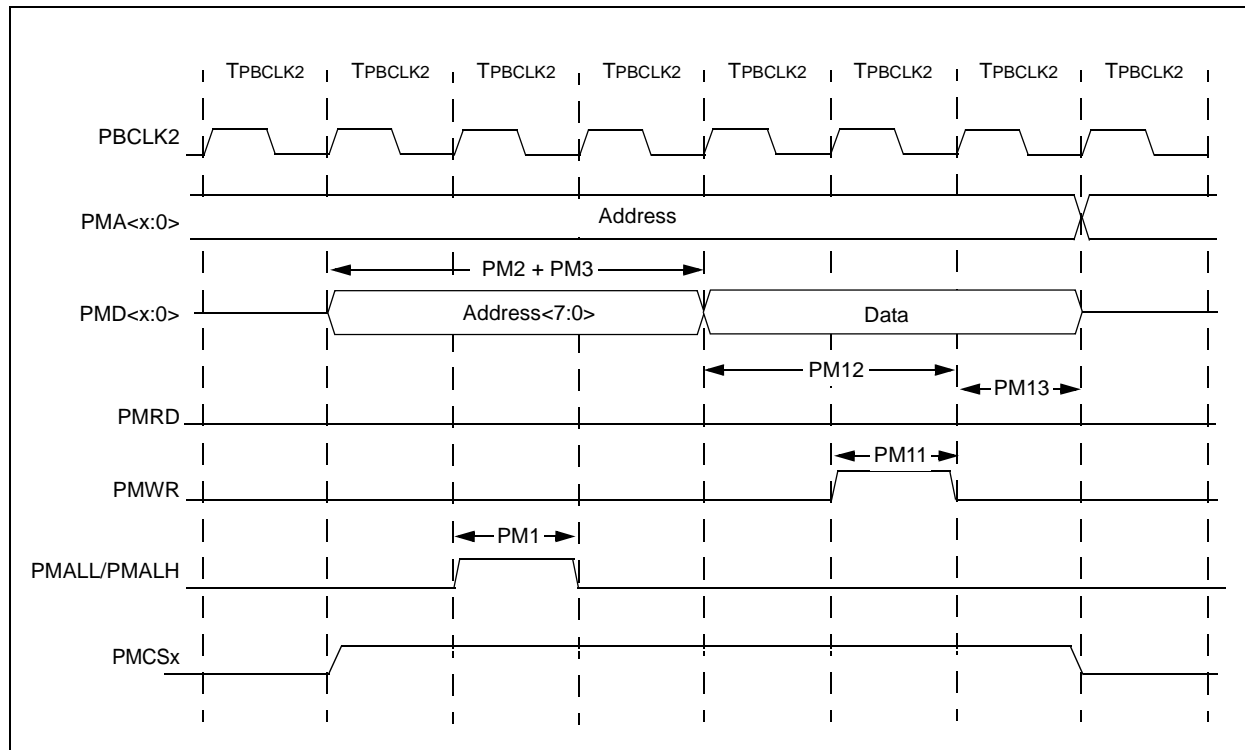 TPBCLK2 TPBCLK2 TPBCLK2 TPBCLK2 TPBCLK2 TPBCLK2 TPBCLK2 TPBCLK2
PBCLK2
PMA<x:0> Address
PM2 + PM3
PMD<x:0> Address<7:0> Data
PM12
PM13
PMRD
PM11
PMWR
PM1
PMALL/PMALH
PMCSx